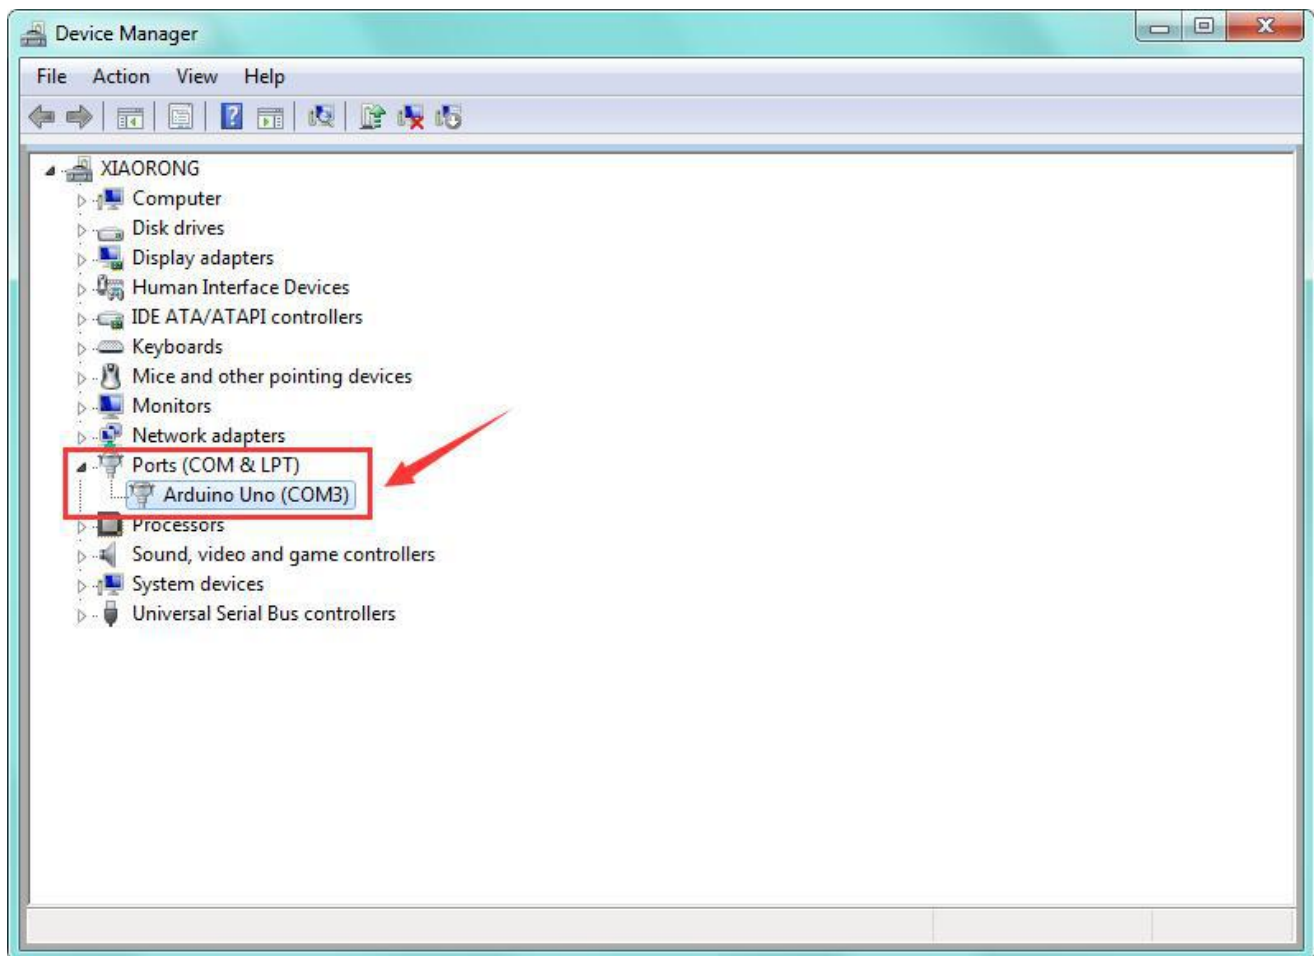 Device Manager
File Action View Help
XIAORONG
Computer
Disk drives
Display adapters
Human Interface Devices
IDE ATA/ATAPI controllers
Keyboards
Mice and other pointing devices
Monitors
Network adapters
Ports (COM & LPT)
Arduino Uno (COM3)
Processors
Sound, video and game controllers
System devices
Universal Serial Bus controllers